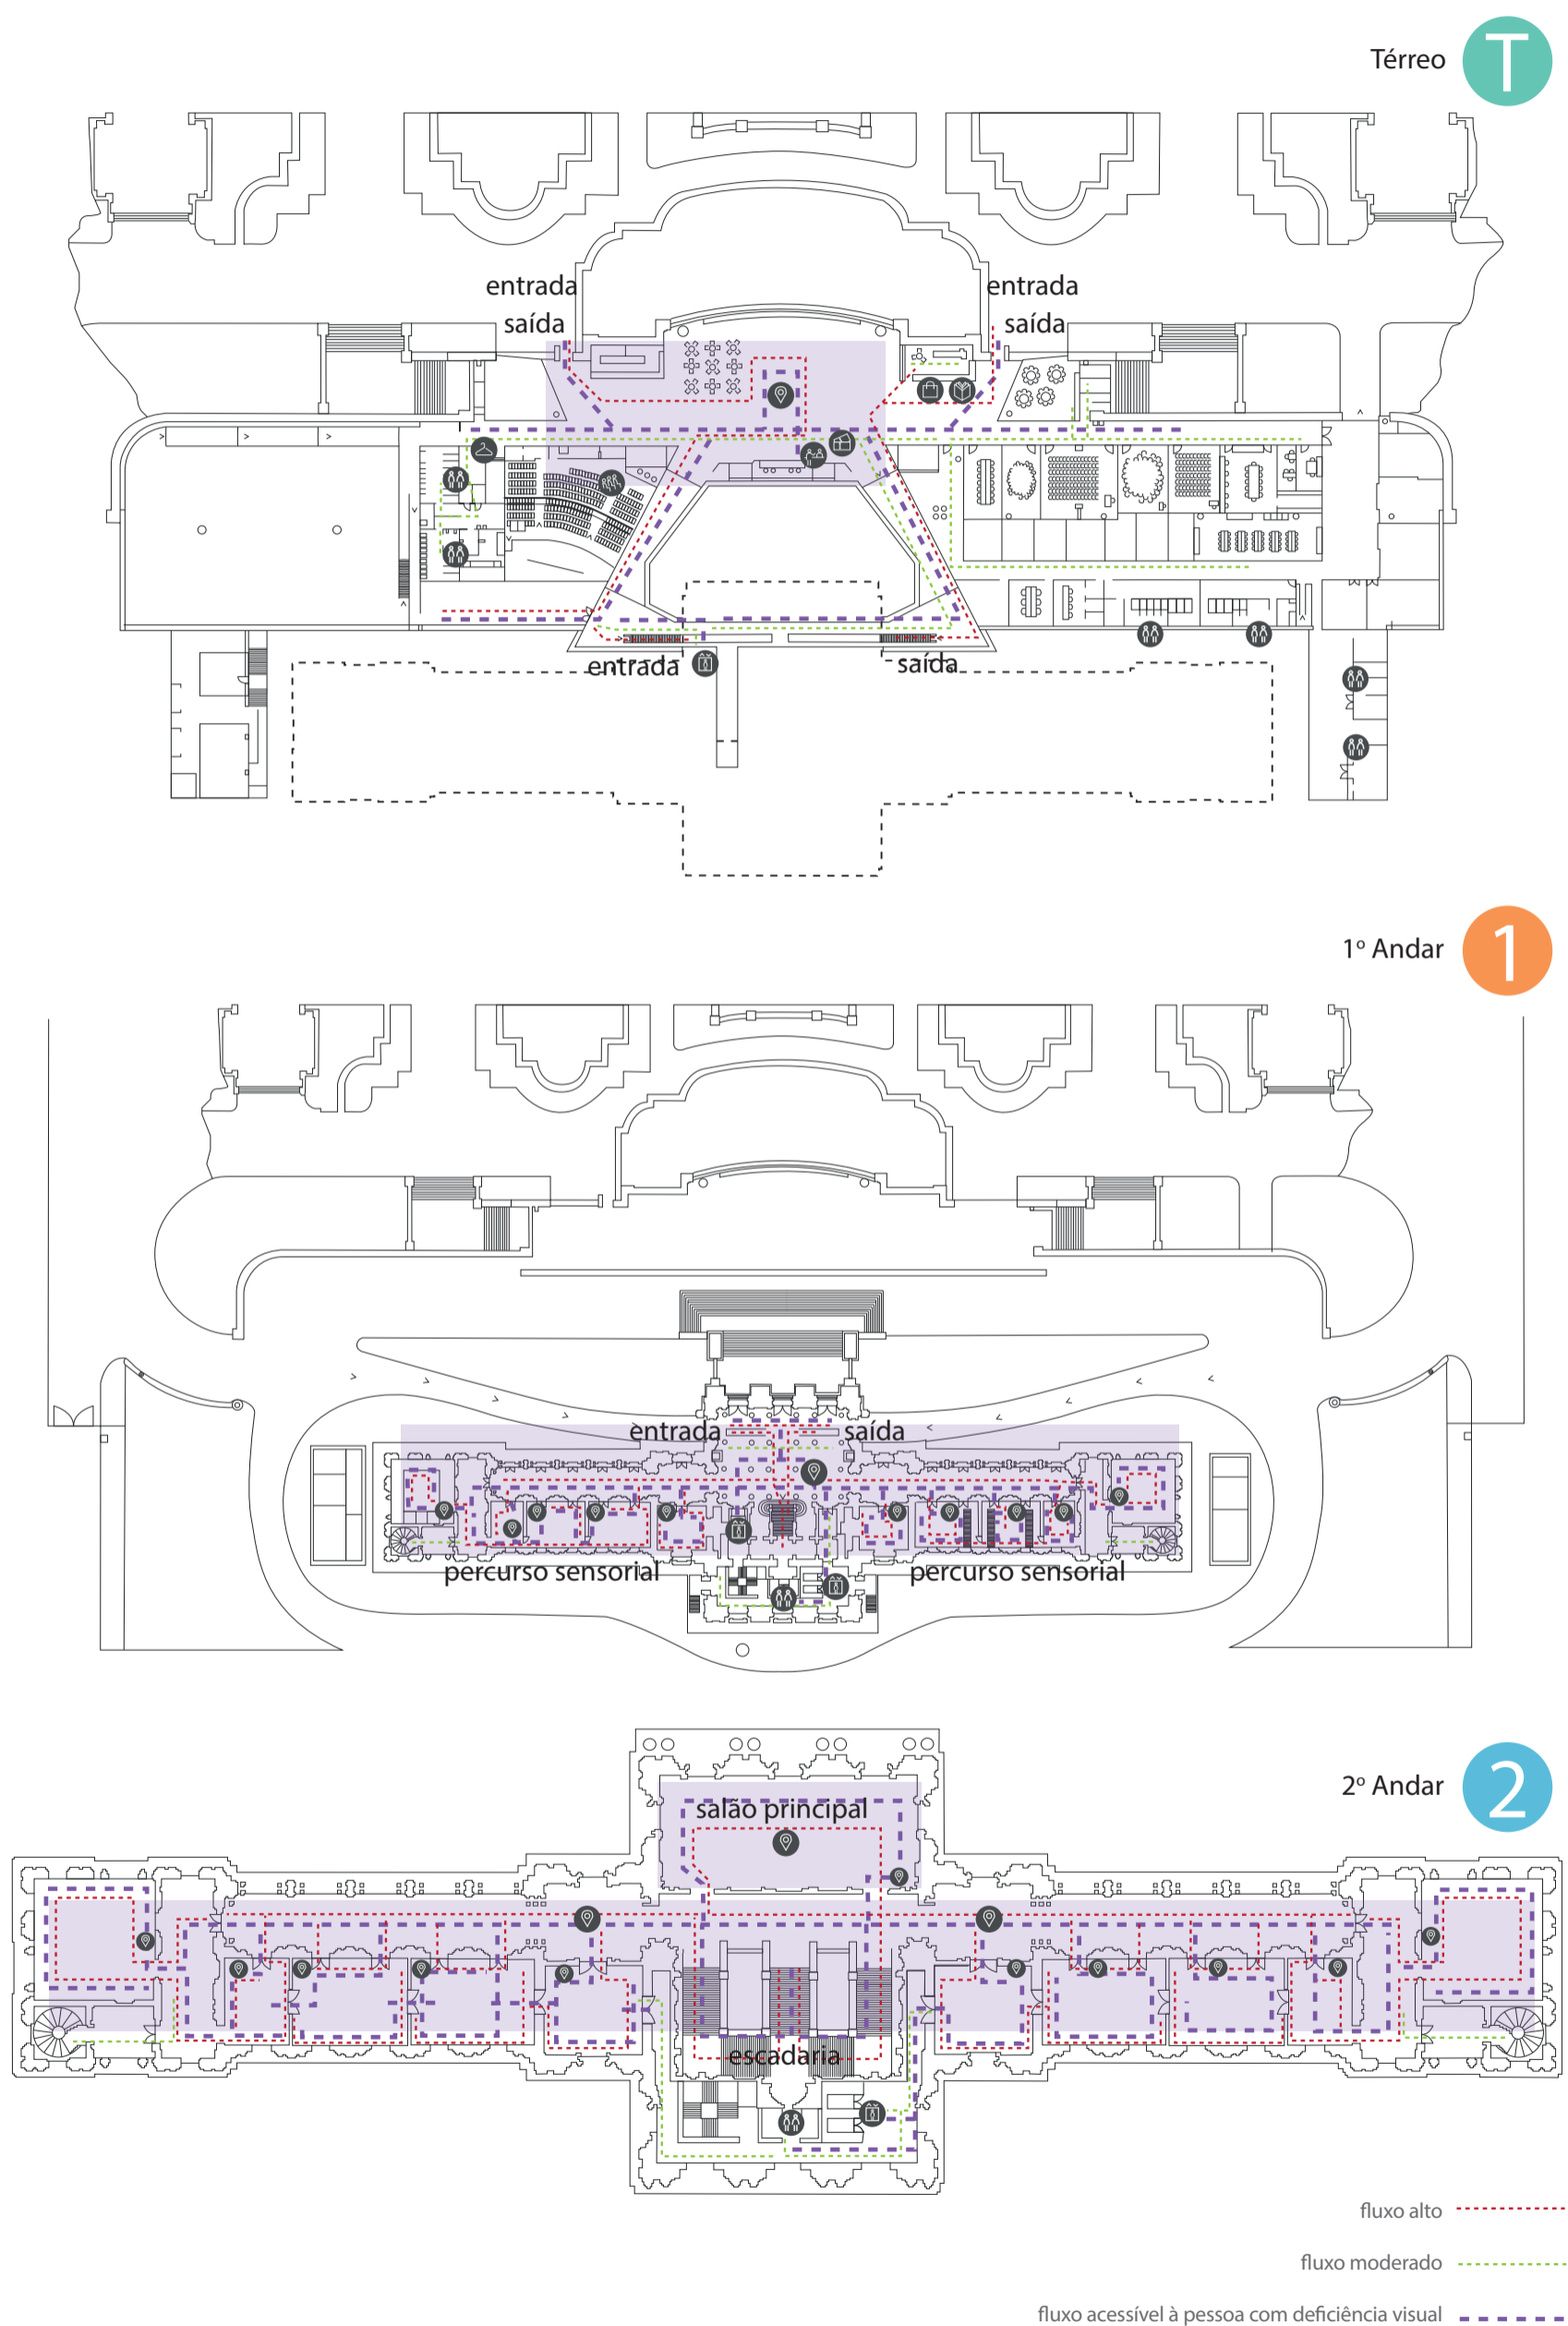 Térreo T
entrada
saída
entrada
saída
entrada
saída
1º Andar 1
entrada
saída
percurso sensorial
percurso sensorial
2º Andar 2
salão principal
escadaria
fluxo alto
fluxo moderado
fluxo acessível à pessoa com deficiência visual